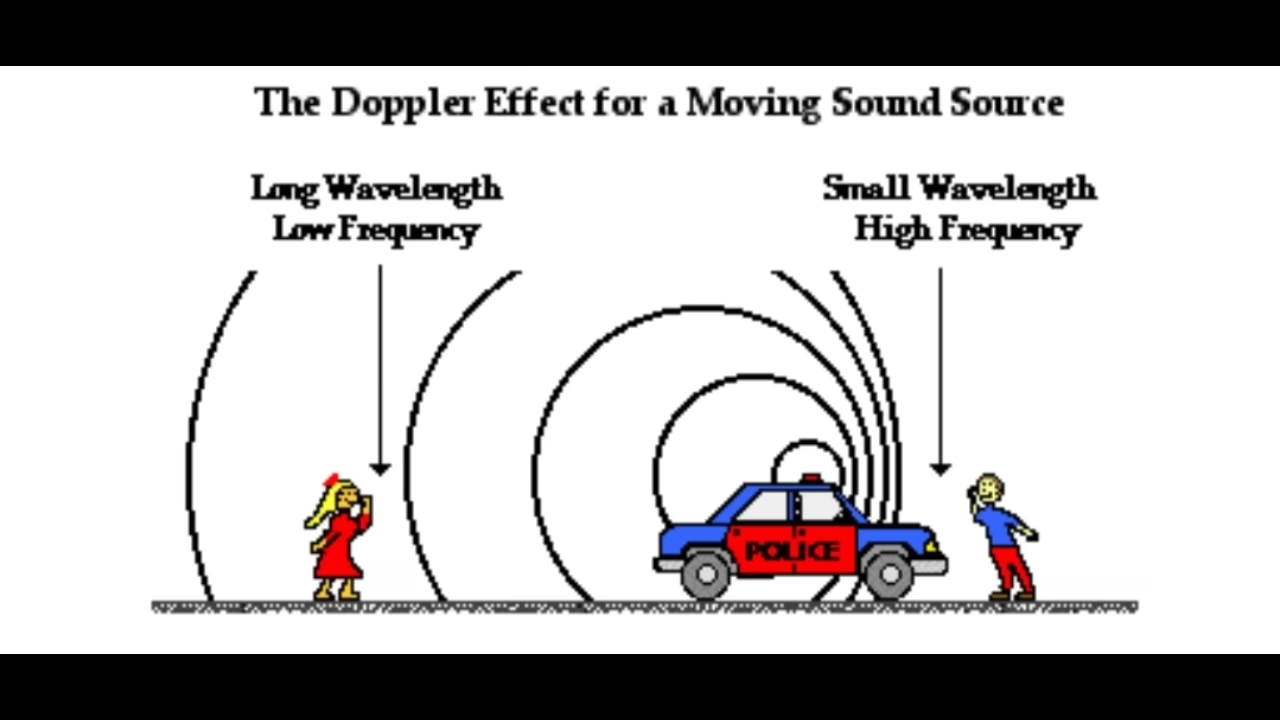 The Doppler Effect for a Moving Sound Source
Long Wavelength
Low Frequency
Small Wavelength
High Frequency
POLICE